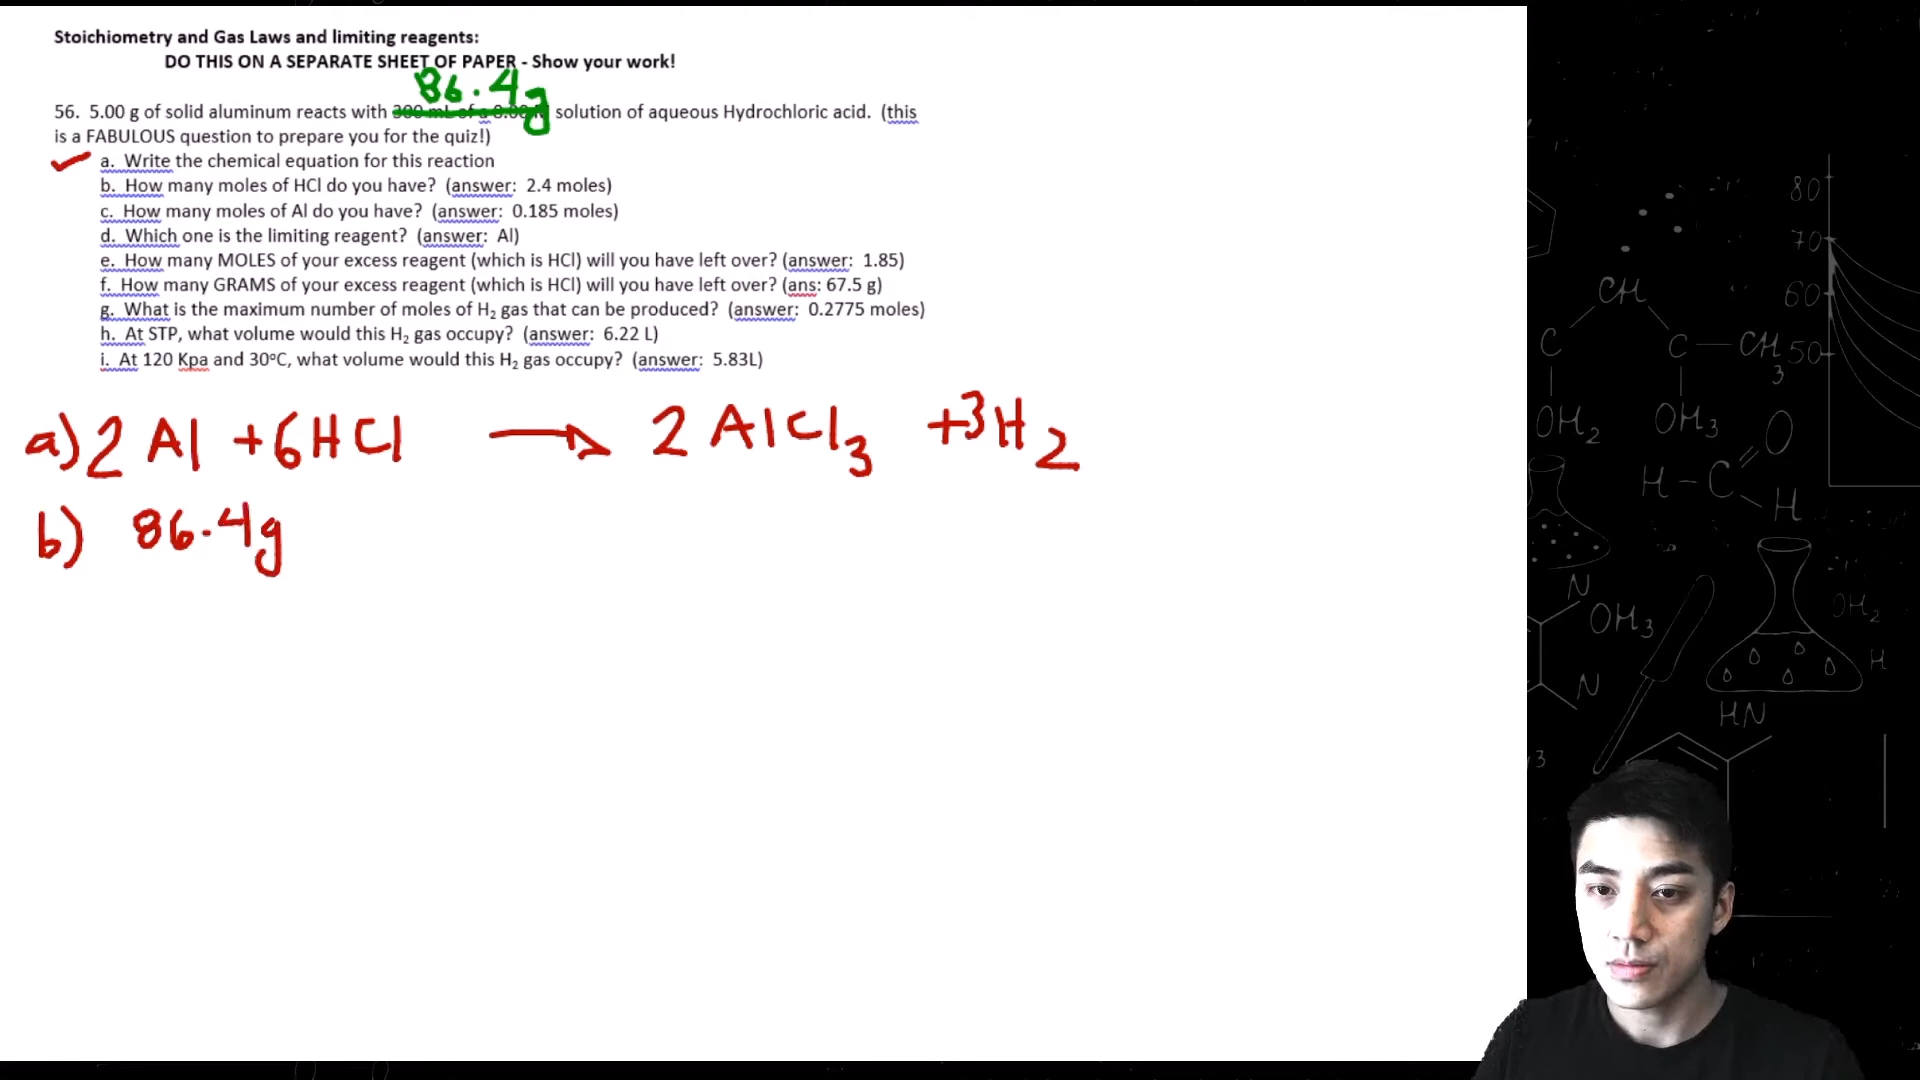 Stoichiometry and Gas Laws and limiting reagents:
DO THIS ON A SEPARATE SHEET OF PAPER - Show your work!
86.4g
56. 5.00 g of solid aluminum reacts with 300 mL of a 8.00 solution of aqueous Hydrochloric acid. (this
is a FABULOUS question to prepare you for the quiz!)
a. Write the chemical equation for this reaction
b. How many moles of HCl do you have? (answer: 2.4 moles)
c. How many moles of Al do you have? (answer: 0.185 moles)
d. Which one is the limiting reagent? (answer: Al)
e. How many MOLES of your excess reagent (which is HCl) will you have left over? (answer: 1.85)
f. How many GRAMS of your excess reagent (which is HCl) will you have left over? (ans: 67.5 g)
g. What is the maximum number of moles of H₂ gas that can be produced? (answer: 0.2775 moles)
h. At STP, what volume would this H₂ gas occupy? (answer: 6.22 L)
i. At 120 Kpa and 30°C, what volume would this H₂ gas occupy? (answer: 5.83L)
a) 2 Al + 6HCl → 2 AlCl₃ + 3H₂
b) 86.4g
80
70
60
50
CH
C
C — CH₃
OH₂
OH₃
O
H – C
H
N
OH₃
OH₂
H
N
HN
3